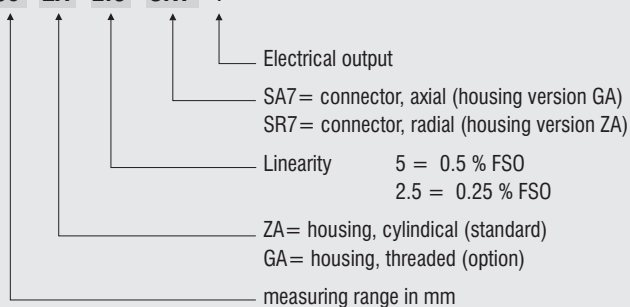 Electrical output
SA7= connector, axial (housing version GA)
SR7= connector, radial (housing version ZA)
Linearity 5 = 0.5 % FSO
2.5 = 0.25 % FSO
ZA= housing, cylindical (standard)
GA= housing, threaded (option)
measuring range in mm